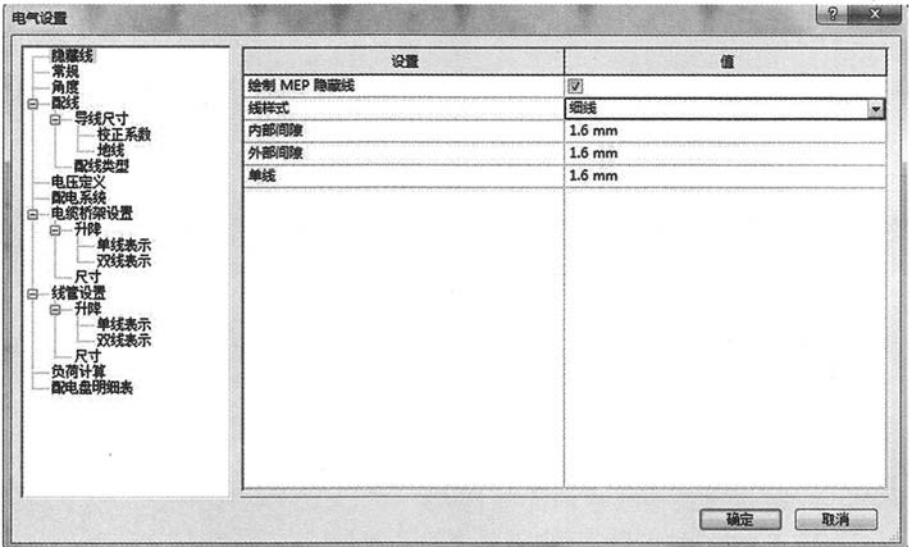 电气设置
隐藏线
常规
角度
配线
导线尺寸
校正系数
地线
配线类型
电压定义
配电系统
电缆桥架设置
升降
单线表示
双线表示
尺寸
线管设置
升降
单线表示
双线表示
尺寸
负荷计算
配电盘明细表
设置 值
绘制 MEP 隐藏线
线样式 细线
内部间隙 1.6 mm
外部间隙 1.6 mm
单线 1.6 mm
确定 取消